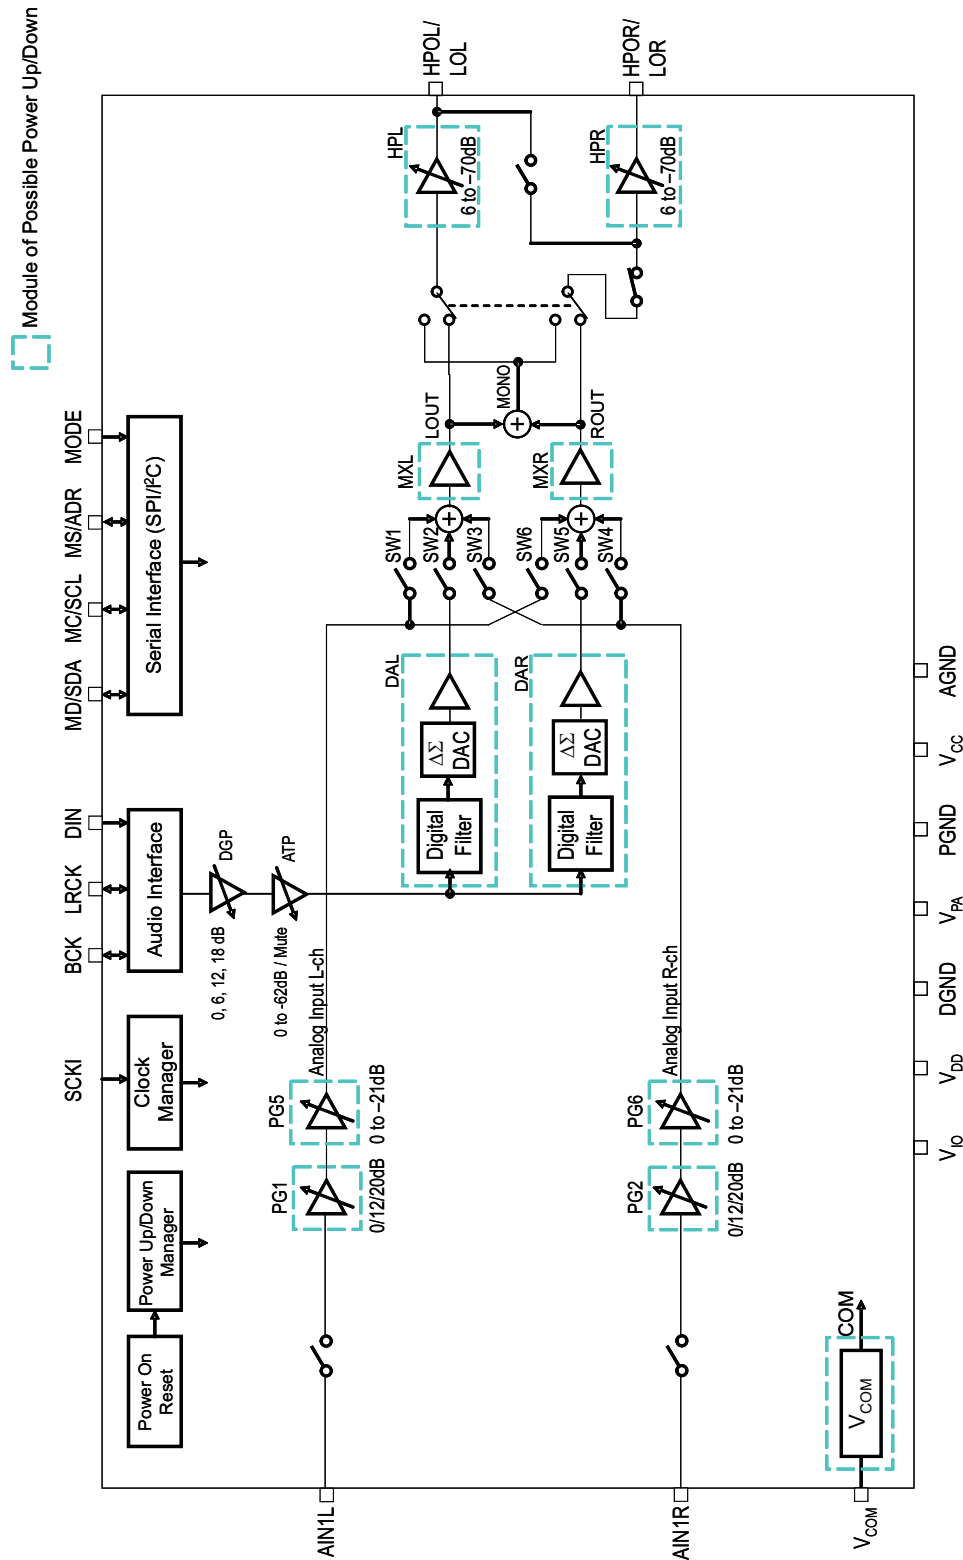 Module of Possible Power Up/Down
SCKI
BCK
LRCK
DIN
MD/SDA
MC/SCL
MS/ADR
MODE
Power On
Reset
Power Up/Down
Manager
Clock
Manager
Audio Interface
Serial Interface (SPI/I²C)
DGP
0, 6, 12, 18 dB
ATP
0 to -62dB / Mute
AIN1L
PG1
0/12/20dB
PG5
0 to –21dB
Analog Input L-ch
DAL
Digital
Filter
ΔΣ
DAC
SW1
SW2
SW3
MXL
LOUT
MONO
HPL
6 to –70dB
HPOL/
LOL
DAR
Digital
Filter
ΔΣ
DAC
SW6
SW5
SW4
MXR
ROUT
HPR
6 to –70dB
HPOR/
LOR
AIN1R
PG2
0/12/20dB
PG6
0 to –21dB
Analog Input R-ch
VCOM
VCOM
COM
VIO
VDD
DGND
VPA
PGND
VCC
AGND